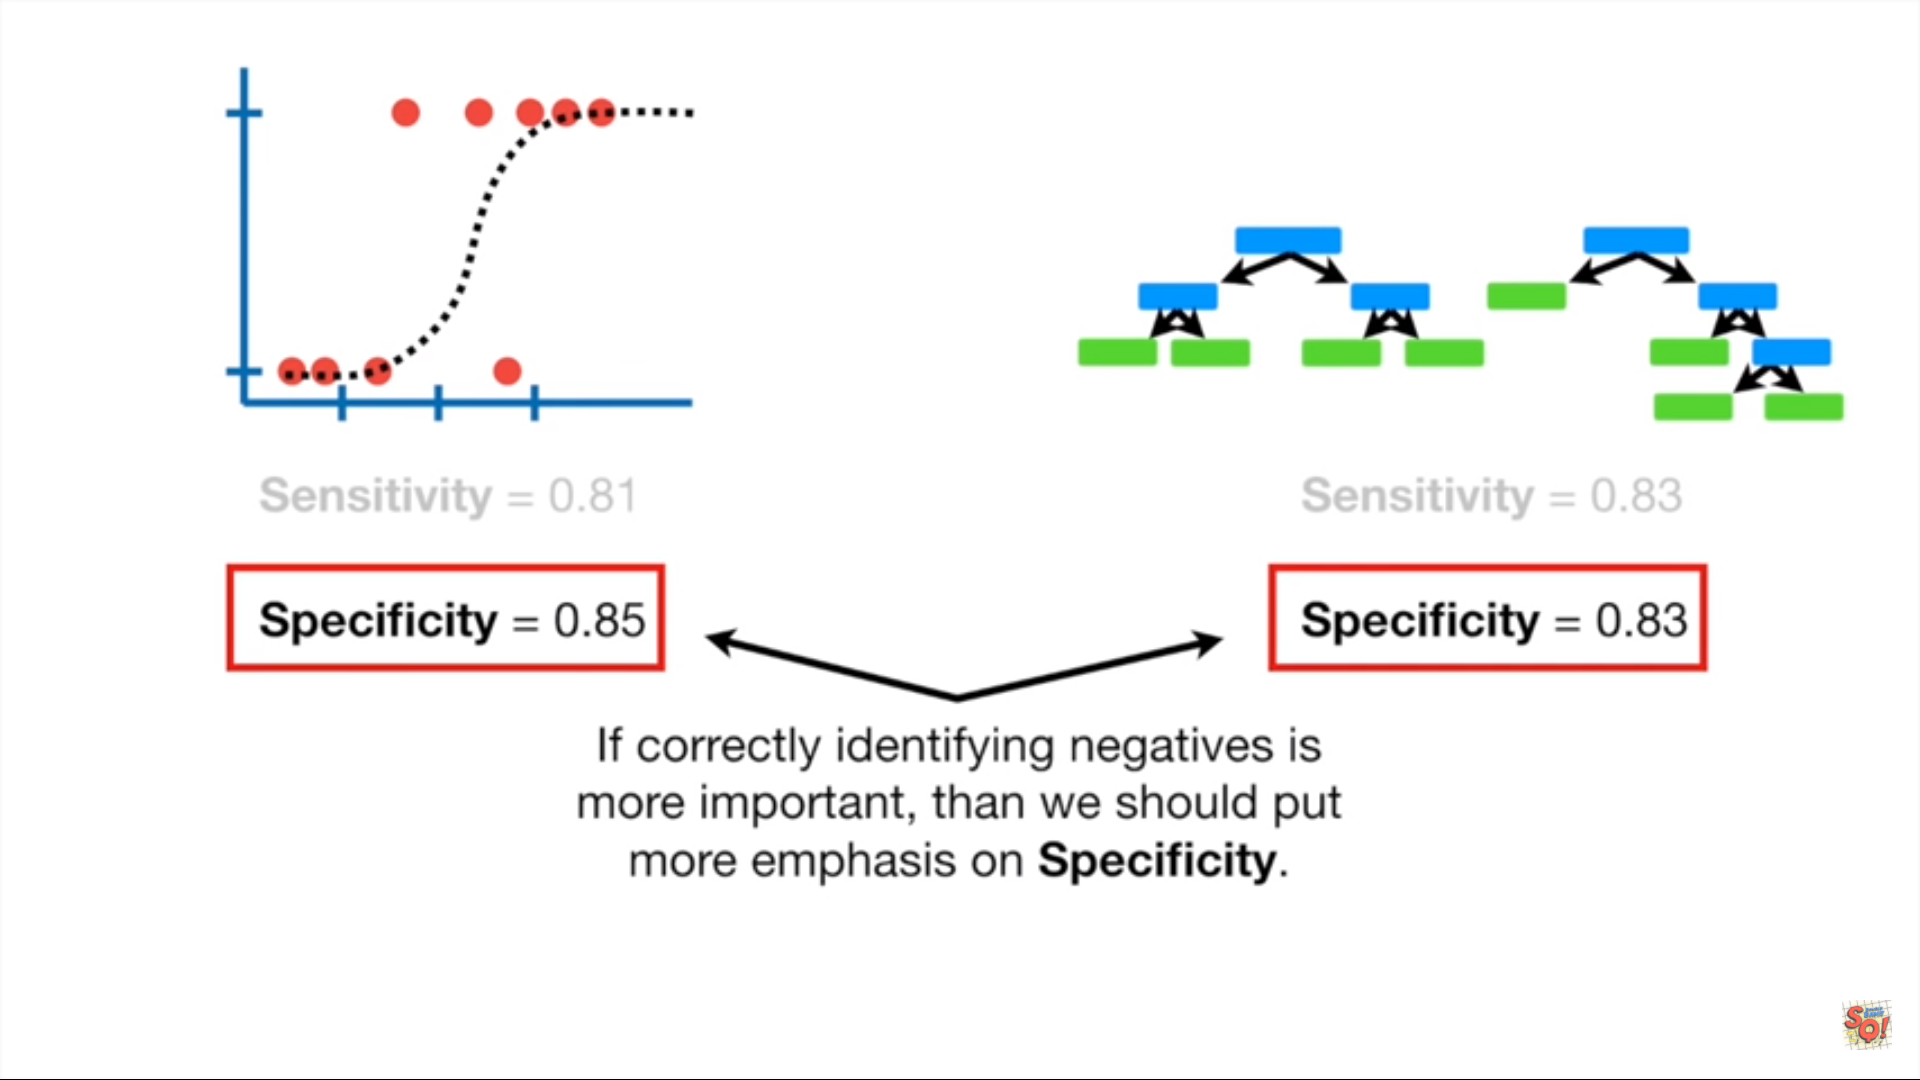 Sensitivity = 0.81
Sensitivity = 0.83
Specificity = 0.85
Specificity = 0.83
If correctly identifying negatives is
more important, than we should put
more emphasis on Specificity.
SQ!